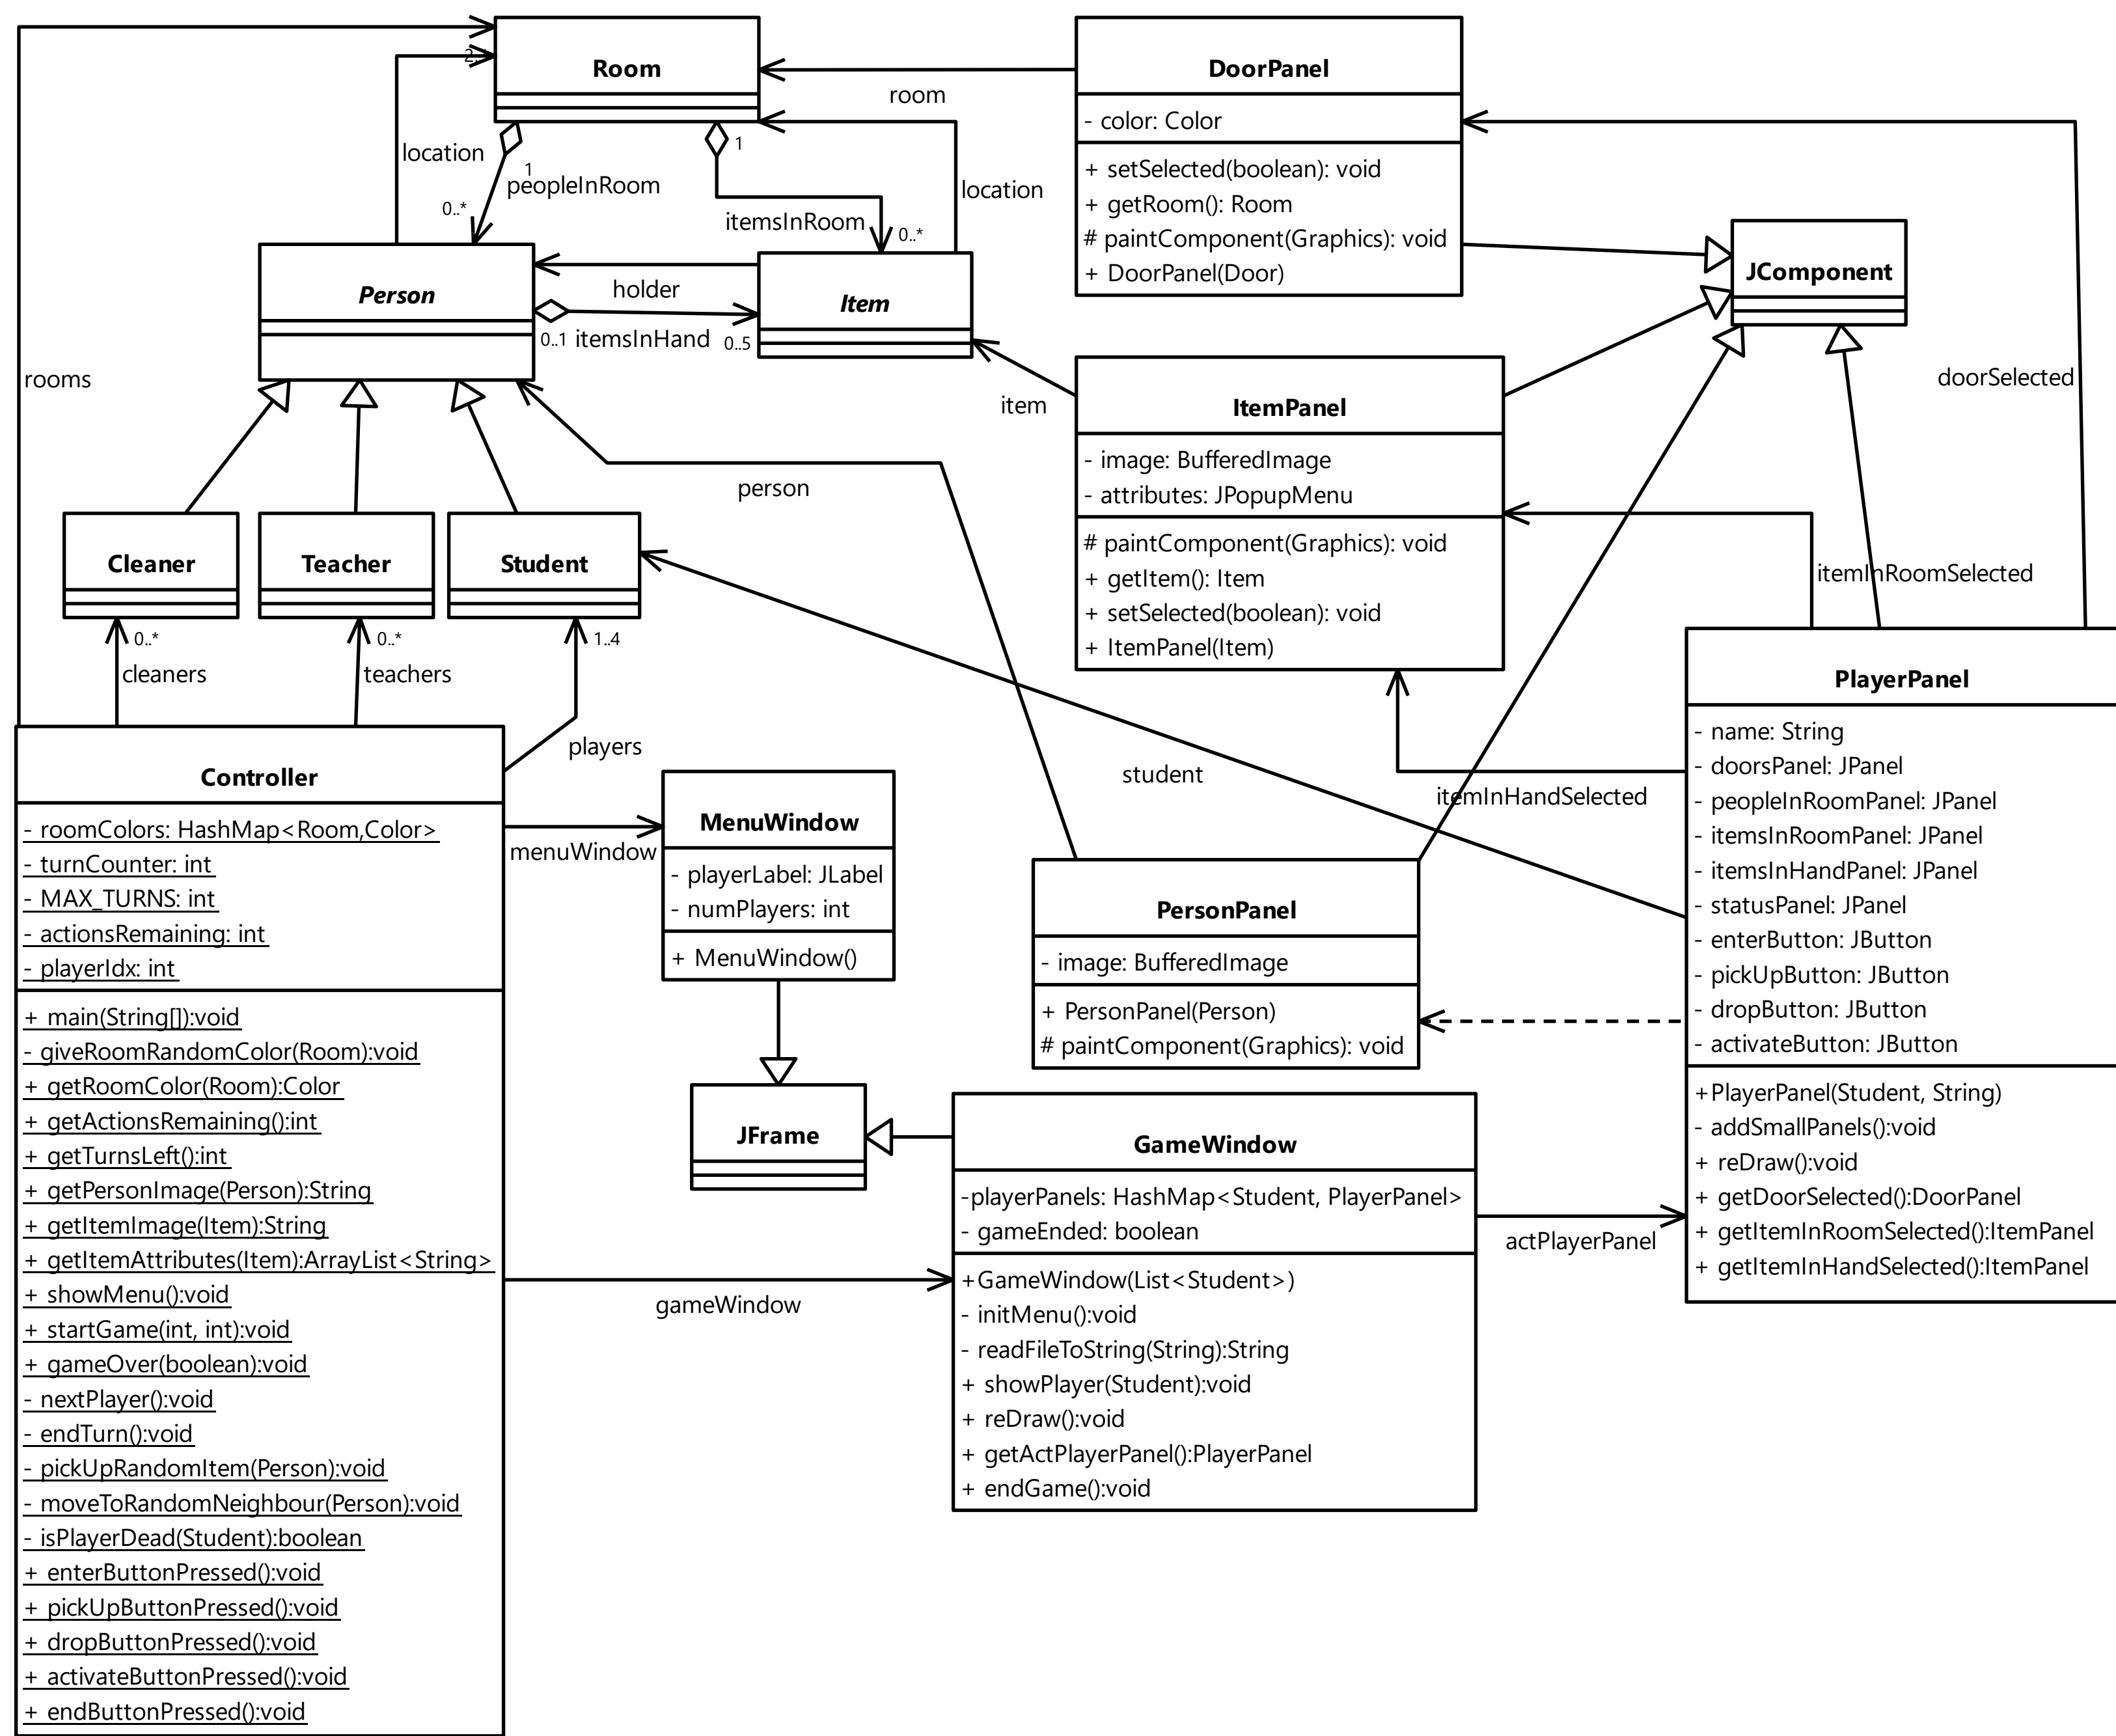 Room
2..*
location
1
peopleInRoom
0..*
1
itemsInRoom
0..*
location
room
DoorPanel
- color: Color
+ setSelected(boolean): void
+ getRoom(): Room
# paintComponent(Graphics): void
+ DoorPanel(Door)
JComponent
doorSelected
rooms
Person
holder
0..1
itemsInHand
0..5
Item
item
ItemPanel
- image: BufferedImage
- attributes: JPopupMenu
# paintComponent(Graphics): void
+ getItem(): Item
+ setSelected(boolean): void
+ ItemPanel(Item)
person
itemInRoomSelected
Cleaner
Teacher
Student
0..*
cleaners
0..*
teachers
1..4
players
student
itemInHandSelected
Controller
- roomColors: HashMap<Room,Color>
- turnCounter: int
- MAX_TURNS: int
- actionsRemaining: int
- playerIdx: int
+ main(String[]):void
- giveRoomRandomColor(Room):void
+ getRoomColor(Room):Color
+ getActionsRemaining():int
+ getTurnsLeft():int
+ getPersonImage(Person):String
+ getItemImage(Item):String
+ getItemAttributes(Item):ArrayList<String>
+ showMenu():void
+ startGame(int, int):void
+ gameOver(boolean):void
- nextPlayer():void
- endTurn():void
- pickUpRandomItem(Person):void
- moveToRandomNeighbour(Person):void
- isPlayerDead(Student):boolean
+ enterButtonPressed():void
+ pickUpButtonPressed():void
+ dropButtonPressed():void
+ activateButtonPressed():void
+ endButtonPressed():void
menuWindow
MenuWindow
- playerLabel: JLabel
- numPlayers: int
+ MenuWindow()
JFrame
PersonPanel
- image: BufferedImage
+ PersonPanel(Person)
# paintComponent(Graphics): void
gameWindow
GameWindow
-playerPanels: HashMap<Student, PlayerPanel>
- gameEnded: boolean
+GameWindow(List<Student>)
- initMenu():void
- readFileToString(String):String
+ showPlayer(Student):void
+ reDraw():void
+ getActPlayerPanel():PlayerPanel
+ endGame():void
actPlayerPanel
PlayerPanel
- name: String
- doorsPanel: JPanel
- peopleInRoomPanel: JPanel
- itemsInRoomPanel: JPanel
- itemsInHandPanel: JPanel
- statusPanel: JPanel
- enterButton: JButton
- pickUpButton: JButton
- dropButton: JButton
- activateButton: JButton
+PlayerPanel(Student, String)
- addSmallPanels():void
+ reDraw():void
+ getDoorSelected():DoorPanel
+ getItemInRoomSelected():ItemPanel
+ getItemInHandSelected():ItemPanel